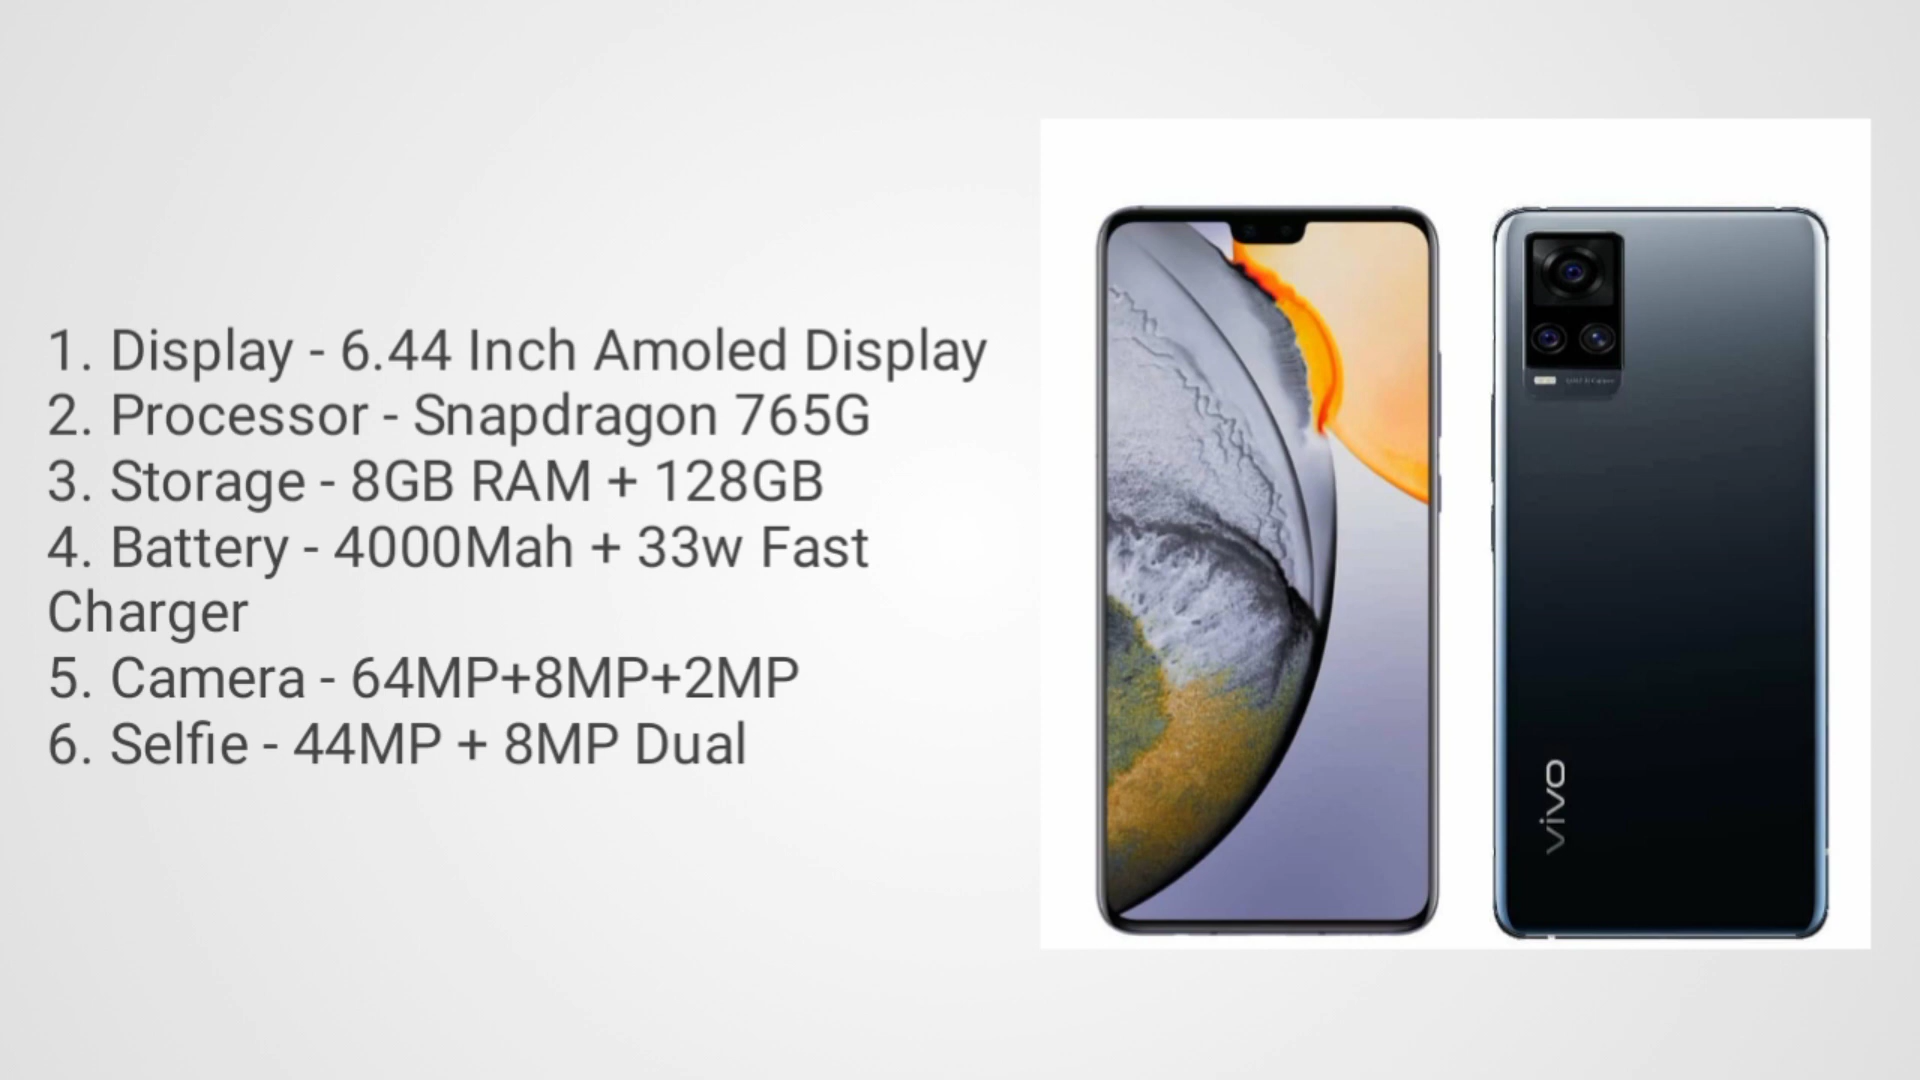 1. Display - 6.44 Inch Amoled Display
2. Processor - Snapdragon 765G
3. Storage - 8GB RAM + 128GB
4. Battery - 4000Mah + 33w Fast
Charger
5. Camera - 64MP+8MP+2MP
6. Selfie - 44MP + 8MP Dual
vivo